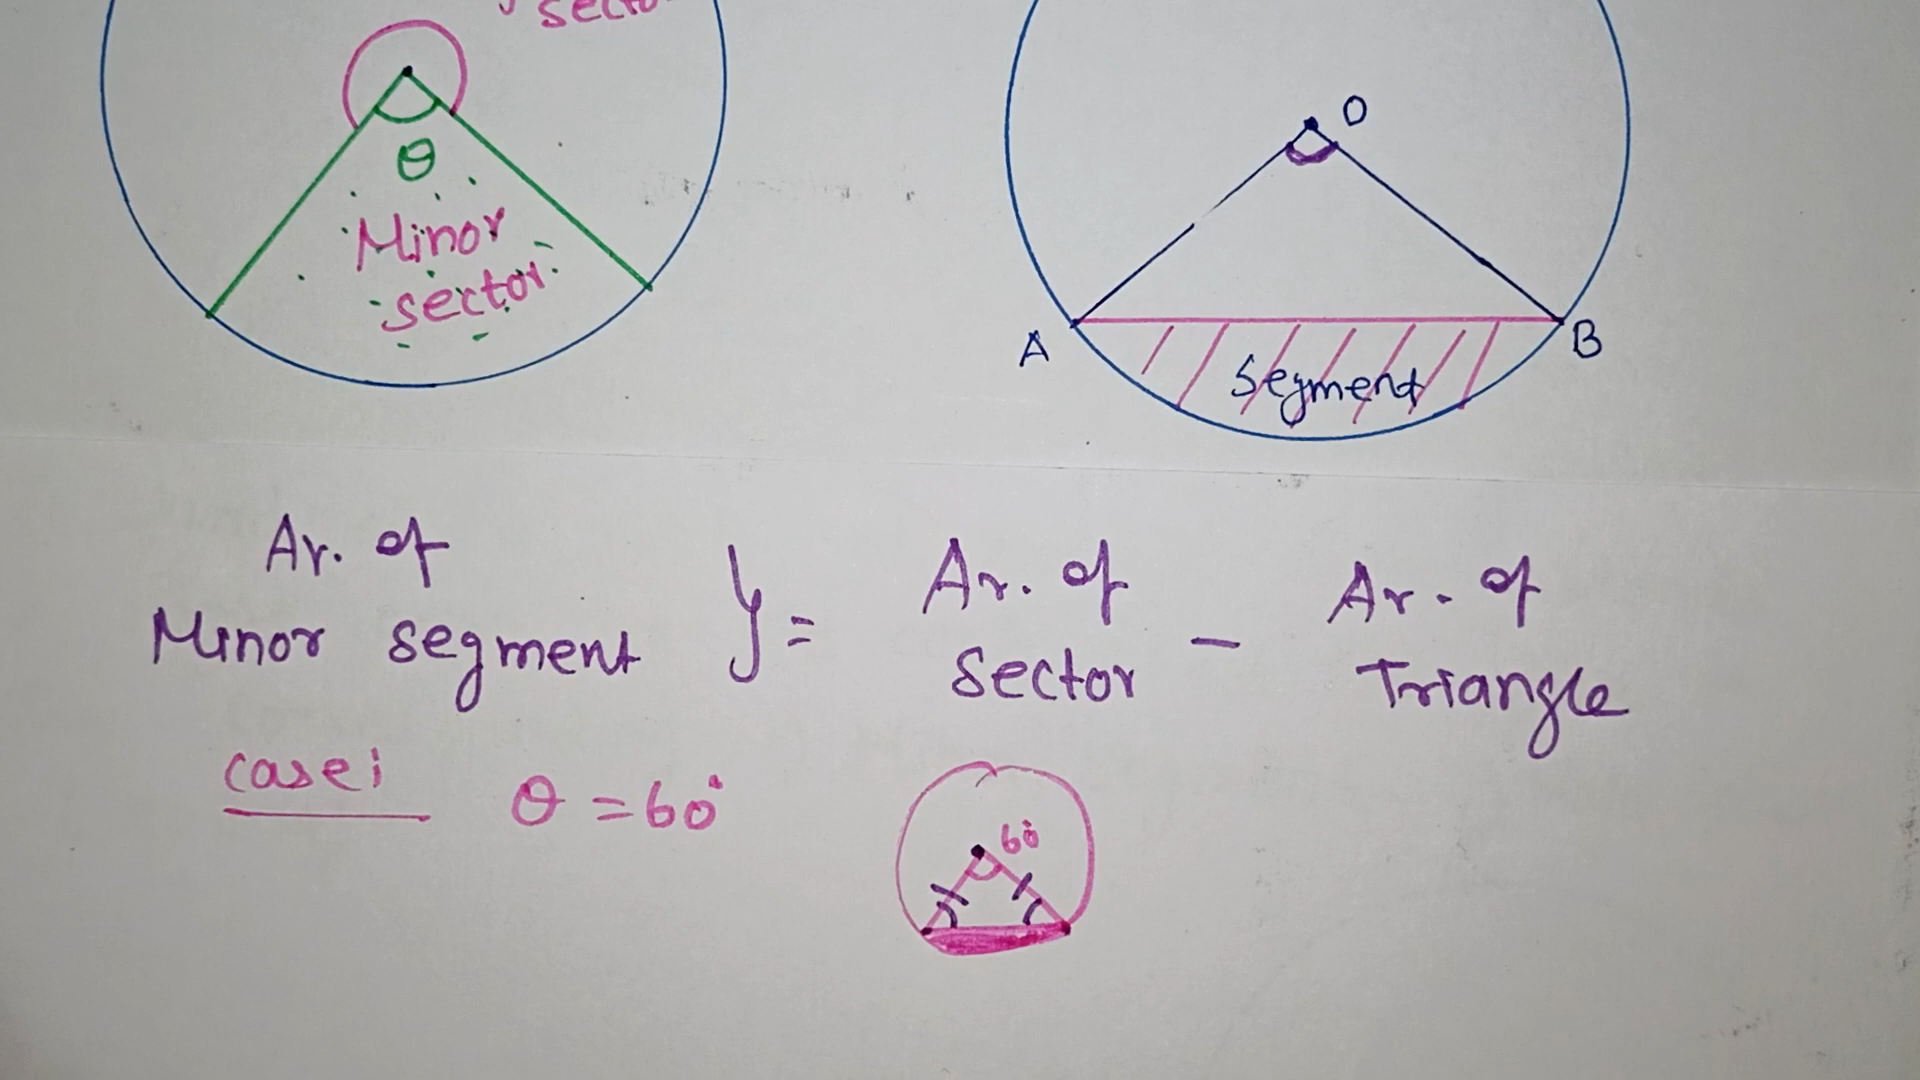 θ
Minor
sector
O
A
B
Segment
Ar. of
Minor segment } =
Ar. of
Sector
-
Ar. of
Triangle
case i
θ = 60°
60°